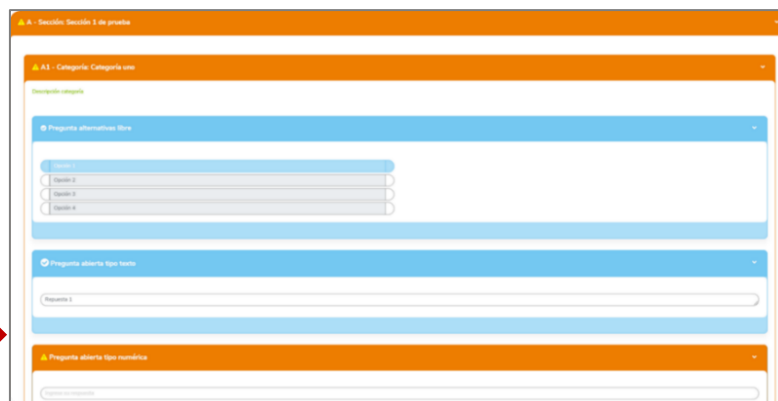 A - Sección: Sección 1 de prueba
A1 - Categoría: Categoría uno
Descripción categoría
Pregunta alternativas libre
Opción 1
Opción 2
Opción 3
Opción 4
Pregunta abierta tipo texto
Respuesta 1
Pregunta abierta tipo numérica
Ingrese su respuesta